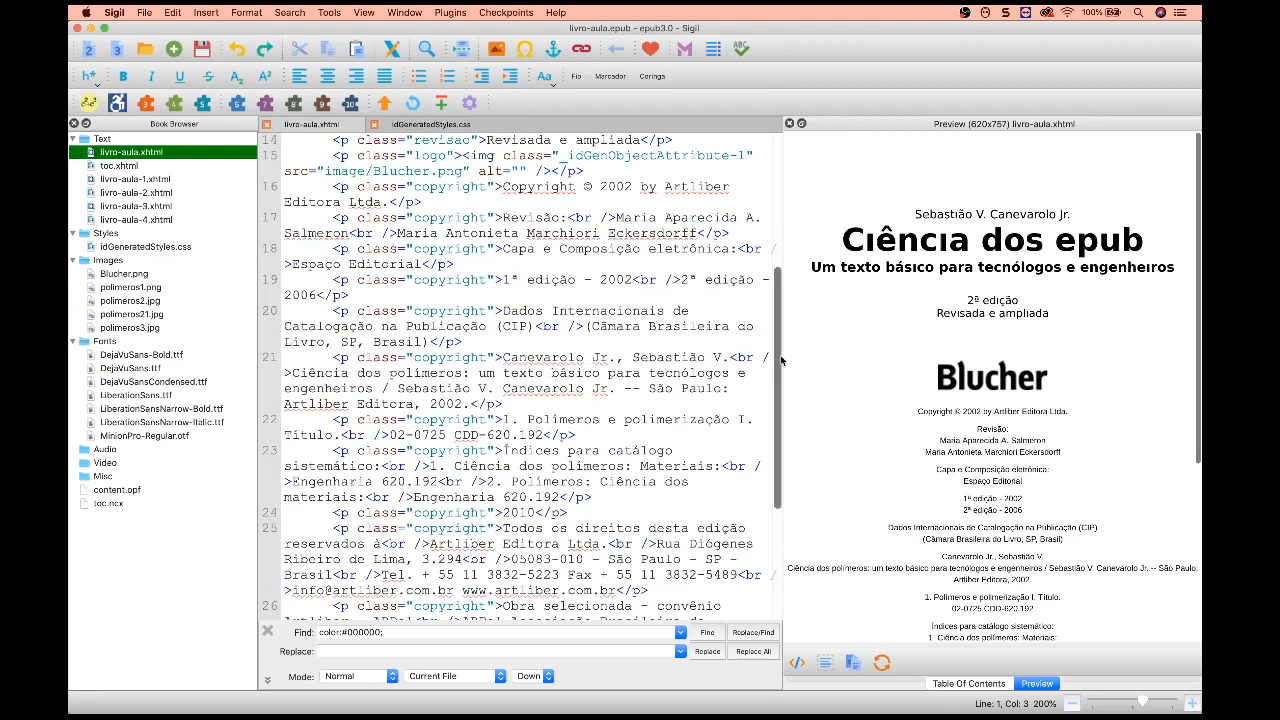 Sigil File Edit Insert Format Search Tools View Window Plugins Checkpoints Help
100%
livro-aula.epub - epub3.0 - Sigil
Fio Marcador Coringa
Book Browser
Text
livro-aula.xhtml
toc.xhtml
livro-aula-1.xhtml
livro-aula-2.xhtml
livro-aula-3.xhtml
livro-aula-4.xhtml
Styles
idGeneratedStyles.css
Images
Blucher.png
polimeros1.png
polimeros2.jpg
polimeros21.jpg
polimeros3.jpg
Fonts
DejaVuSans-Bold.ttf
DejaVuSans.ttf
DejaVuSansCondensed.ttf
LiberationSans.ttf
LiberationSansNarrow-Bold.ttf
LiberationSansNarrow-Italic.ttf
MinionPro-Regular.otf
Audio
Video
Misc
content.opf
toc.ncx
livro-aula.xhtml idGeneratedStyles.css
14 <p class="revisao">Revisada e ampliada</p>
15 <p class="logo"><img class="_idGenObjectAttribute-1"
src="image/Blucher.png" alt="" /></p>
16 <p class="copyright">Copyright © 2002 by Artliber
Editora Ltda.</p>
17 <p class="copyright">Revisão:<br />Maria Aparecida A.
Salmeron<br />Maria Antonieta Marchiori Eckersdorff</p>
18 <p class="copyright">Capa e Composição eletrônica:<br /
>Espaço Editorial</p>
19 <p class="copyright">1ª edição - 2002<br />2ª edição -
2006</p>
20 <p class="copyright">Dados Internacionais de
Catalogação na Publicação (CIP)<br />(Câmara Brasileira do
Livro, SP, Brasil)</p>
21 <p class="copyright">Canevarolo Jr., Sebastião V.<br /
>Ciência dos polímeros: um texto básico para tecnólogos e
engenheiros / Sebastião V. Canevarolo Jr. -- São Paulo:
Artliber Editora, 2002.</p>
22 <p class="copyright">1. Polímeros e polimerização I.
Título.<br />02-0725 CDD-620.192</p>
23 <p class="copyright">Índices para catálogo
sistemático:<br />1. Ciência dos polímeros: Materiais:<br /
>Engenharia 620.192<br />2. Polímeros: Ciência dos
materiais:<br />Engenharia 620.192</p>
24 <p class="copyright">2010</p>
25 <p class="copyright">Todos os direitos desta edição
reservados à<br />Artliber Editora Ltda.<br />Rua Diógenes
Ribeiro de Lima, 3.294<br />05083-010 - São Paulo - SP -
Brasil<br />Tel. + 55 11 3832-5223 Fax + 55 11 3832-5489<br /
>info@artliber.com.br www.artliber.com.br</p>
26 <p class="copyright">Obra selecionada - convênio
Find: color:#000000; Find Replace/Find
Replace: Replace Replace All
Mode: Normal Current File Down
Preview (620x757) livro-aula.xhtml
Sebastião V. Canevarolo Jr.
Cıêncıa dos epub
Um texto básıco para tecnólogos e engenheıros
2ª edıção
Revısada e amplıada
Blucher
Copyright © 2002 by Artliber Editora Ltda.
Revisão:
Maria Aparecida A. Salmeron
Maria Antonieta Marchiori Eckersdorff
Capa e Composição eletrônica:
Espaço Editorial
1ª edição - 2002
2ª edição - 2006
Dados Internacionais de Catalogação na Publicação (CIP)
(Câmara Brasileira do Livro, SP, Brasil)
Canevarolo Jr., Sebastião V.
Ciência dos polímeros: um texto básico para tecnólogos e engenheiros / Sebastião V. Canevarolo Jr. -- São Paulo:
Artliber Editora, 2002.
1. Polímeros e polimerização I. Título.
02-0725 CDD-620.192
Índices para catálogo sistemático:
1. Ciência dos polímeros: Materiais:
Table Of Contents Preview
Line: 1, Col: 3 200%